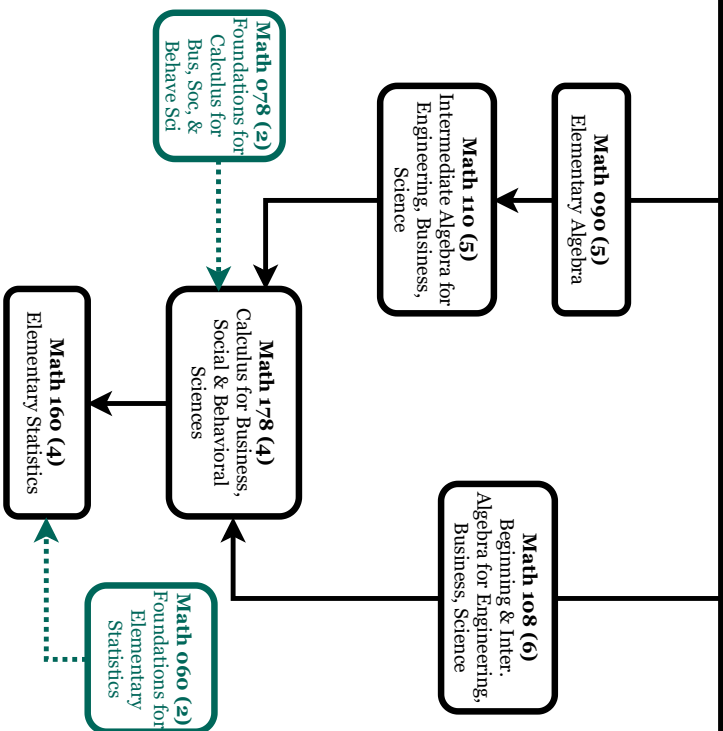 Math 090 (5)
Elementary Algebra
Math 108 (6)
Beginning & Inter.
Algebra for Engineering,
Business, Science
Math 110 (5)
Intermediate Algebra for
Engineering, Business,
Science
Math 078 (2)
Foundations for
Calculus for
Bus, Soc, &
Behave Sci
Math 178 (4)
Calculus for Business,
Social & Behavioral
Sciences
Math 060 (2)
Foundations for
Elementary
Statistics
Math 160 (4)
Elementary Statistics